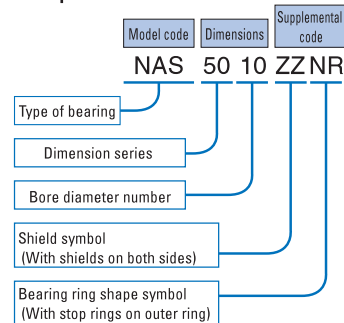 Supplemental
code
Model code
Dimensions
NAS 50 10 ZZ NR
Type of bearing
Dimension series
Bore diameter number
Shield symbol
(With shields on both sides)
Bearing ring shape symbol
(With stop rings on outer ring)